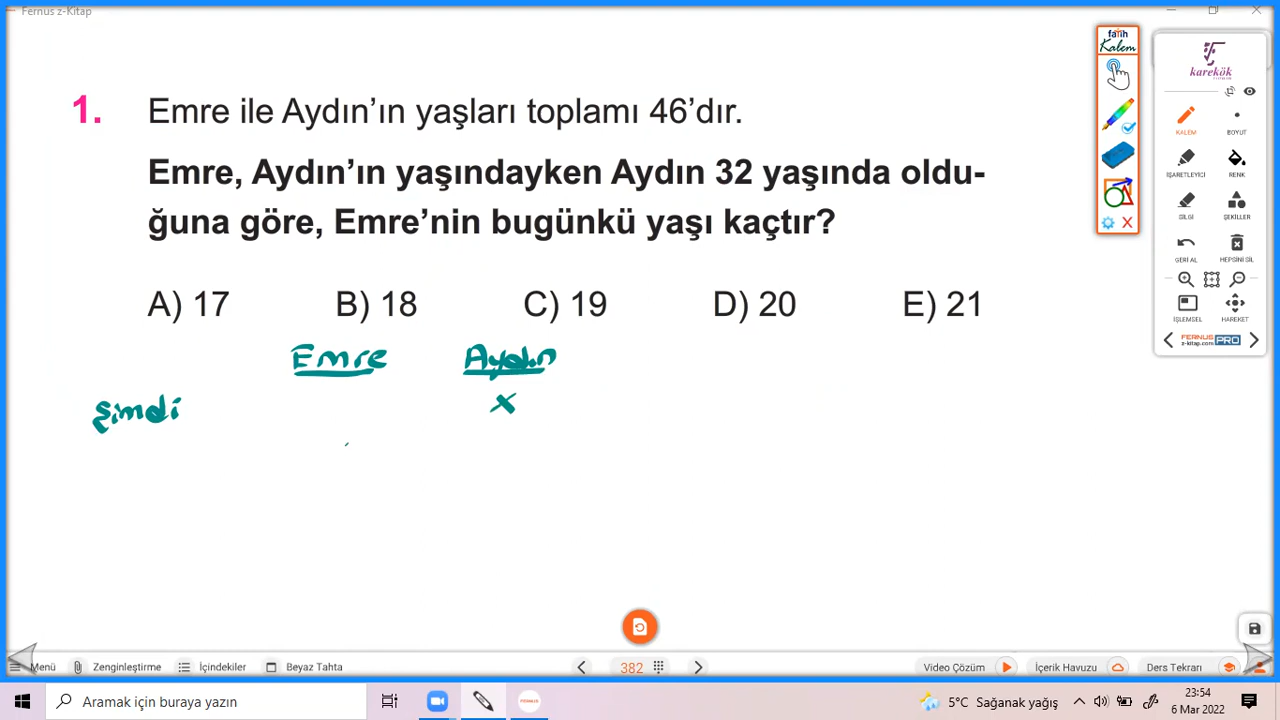 Fernus z-Kitap
1. Emre ile Aydın’ın yaşları toplamı 46’dır.
Emre, Aydın’ın yaşındayken Aydın 32 yaşında oldu-
ğuna göre, Emre’nin bugünkü yaşı kaçtır?
A) 17 B) 18 C) 19 D) 20 E) 21
Emre Aydın
Şimdi x
fatih
Kalem
karekök
KALEM BOYUT
İŞARETLEYİCİ RENK
SİLGİ ŞEKİLLER
GERİ AL HEPSİNİ SİL
İŞLEMSEL HAREKET
FERNUS
z-kitap.com PRO
Menü Zenginleştirme İçindekiler Beyaz Tahta 382 Video Çözüm İçerik Havuzu Ders Tekrarı
Aramak için buraya yazın FERNUS 5°C Sağanak yağış 23:54
6 Mar 2022